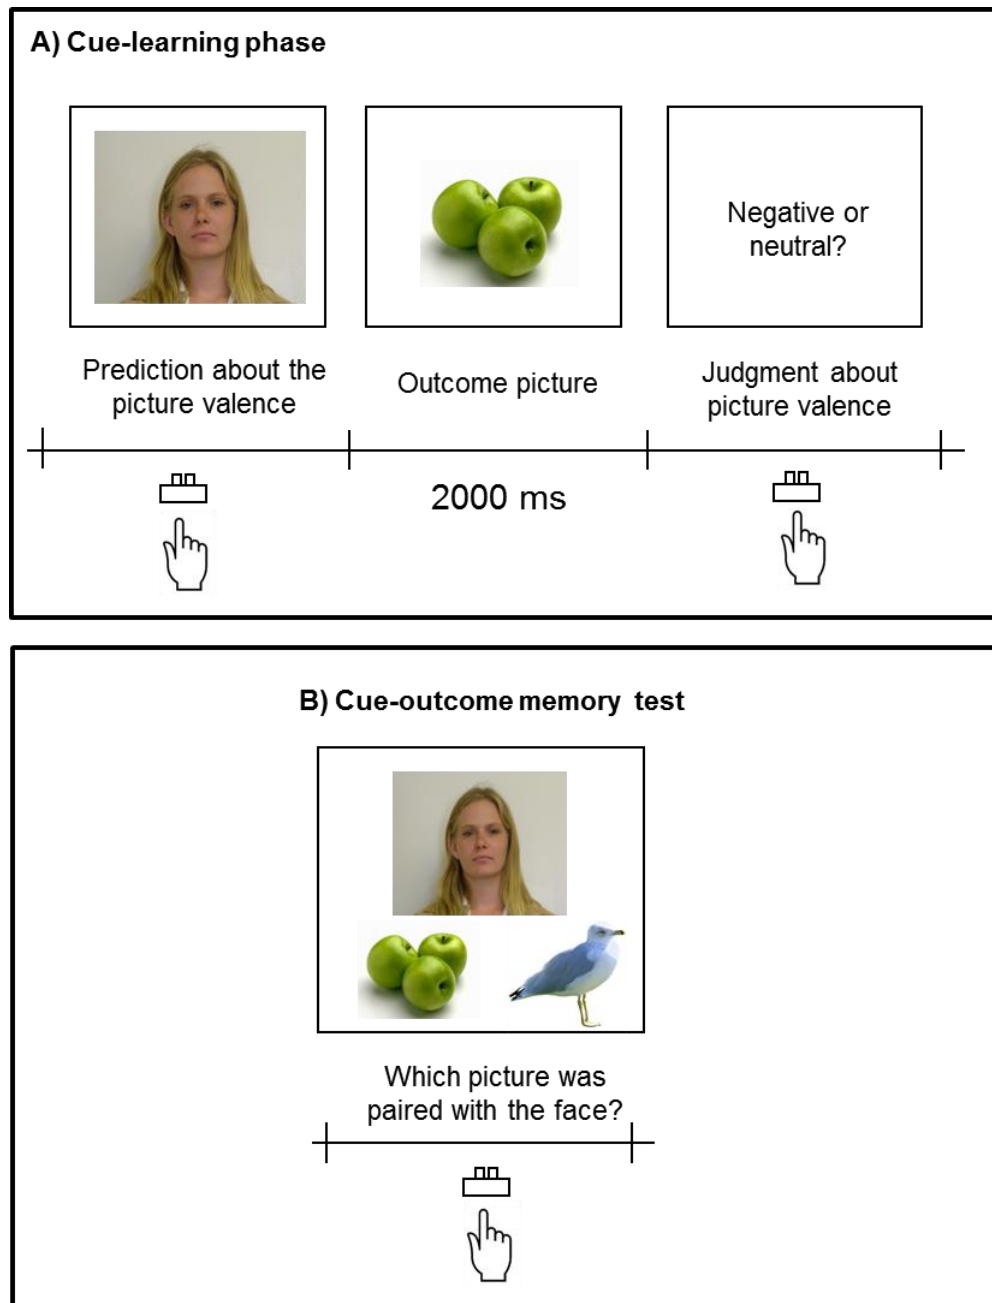 A) Cue-learning phase
Negative or
neutral?
Prediction about the
picture valence
Outcome picture
Judgment about
picture valence
2000 ms
B) Cue-outcome memory test
Which picture was
paired with the face?